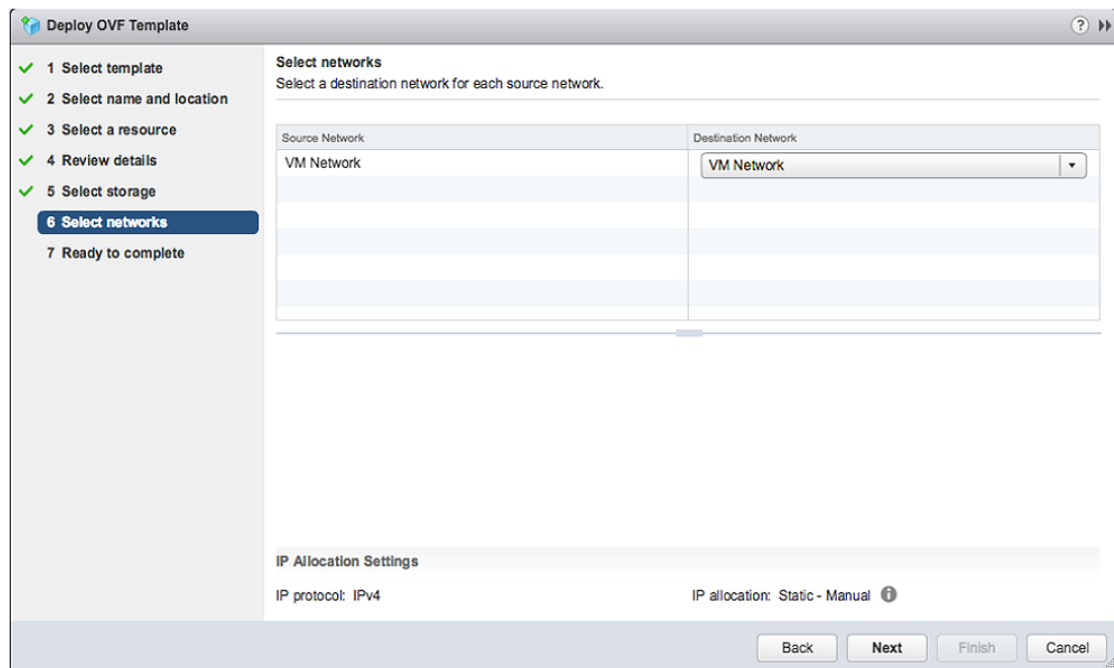 Deploy OVF Template
1 Select template
2 Select name and location
3 Select a resource
4 Review details
5 Select storage
6 Select networks
7 Ready to complete
Select networks
Select a destination network for each source network.
Source Network
Destination Network
VM Network
VM Network
IP Allocation Settings
IP protocol: IPv4
IP allocation: Static - Manual
Back
Next
Finish
Cancel